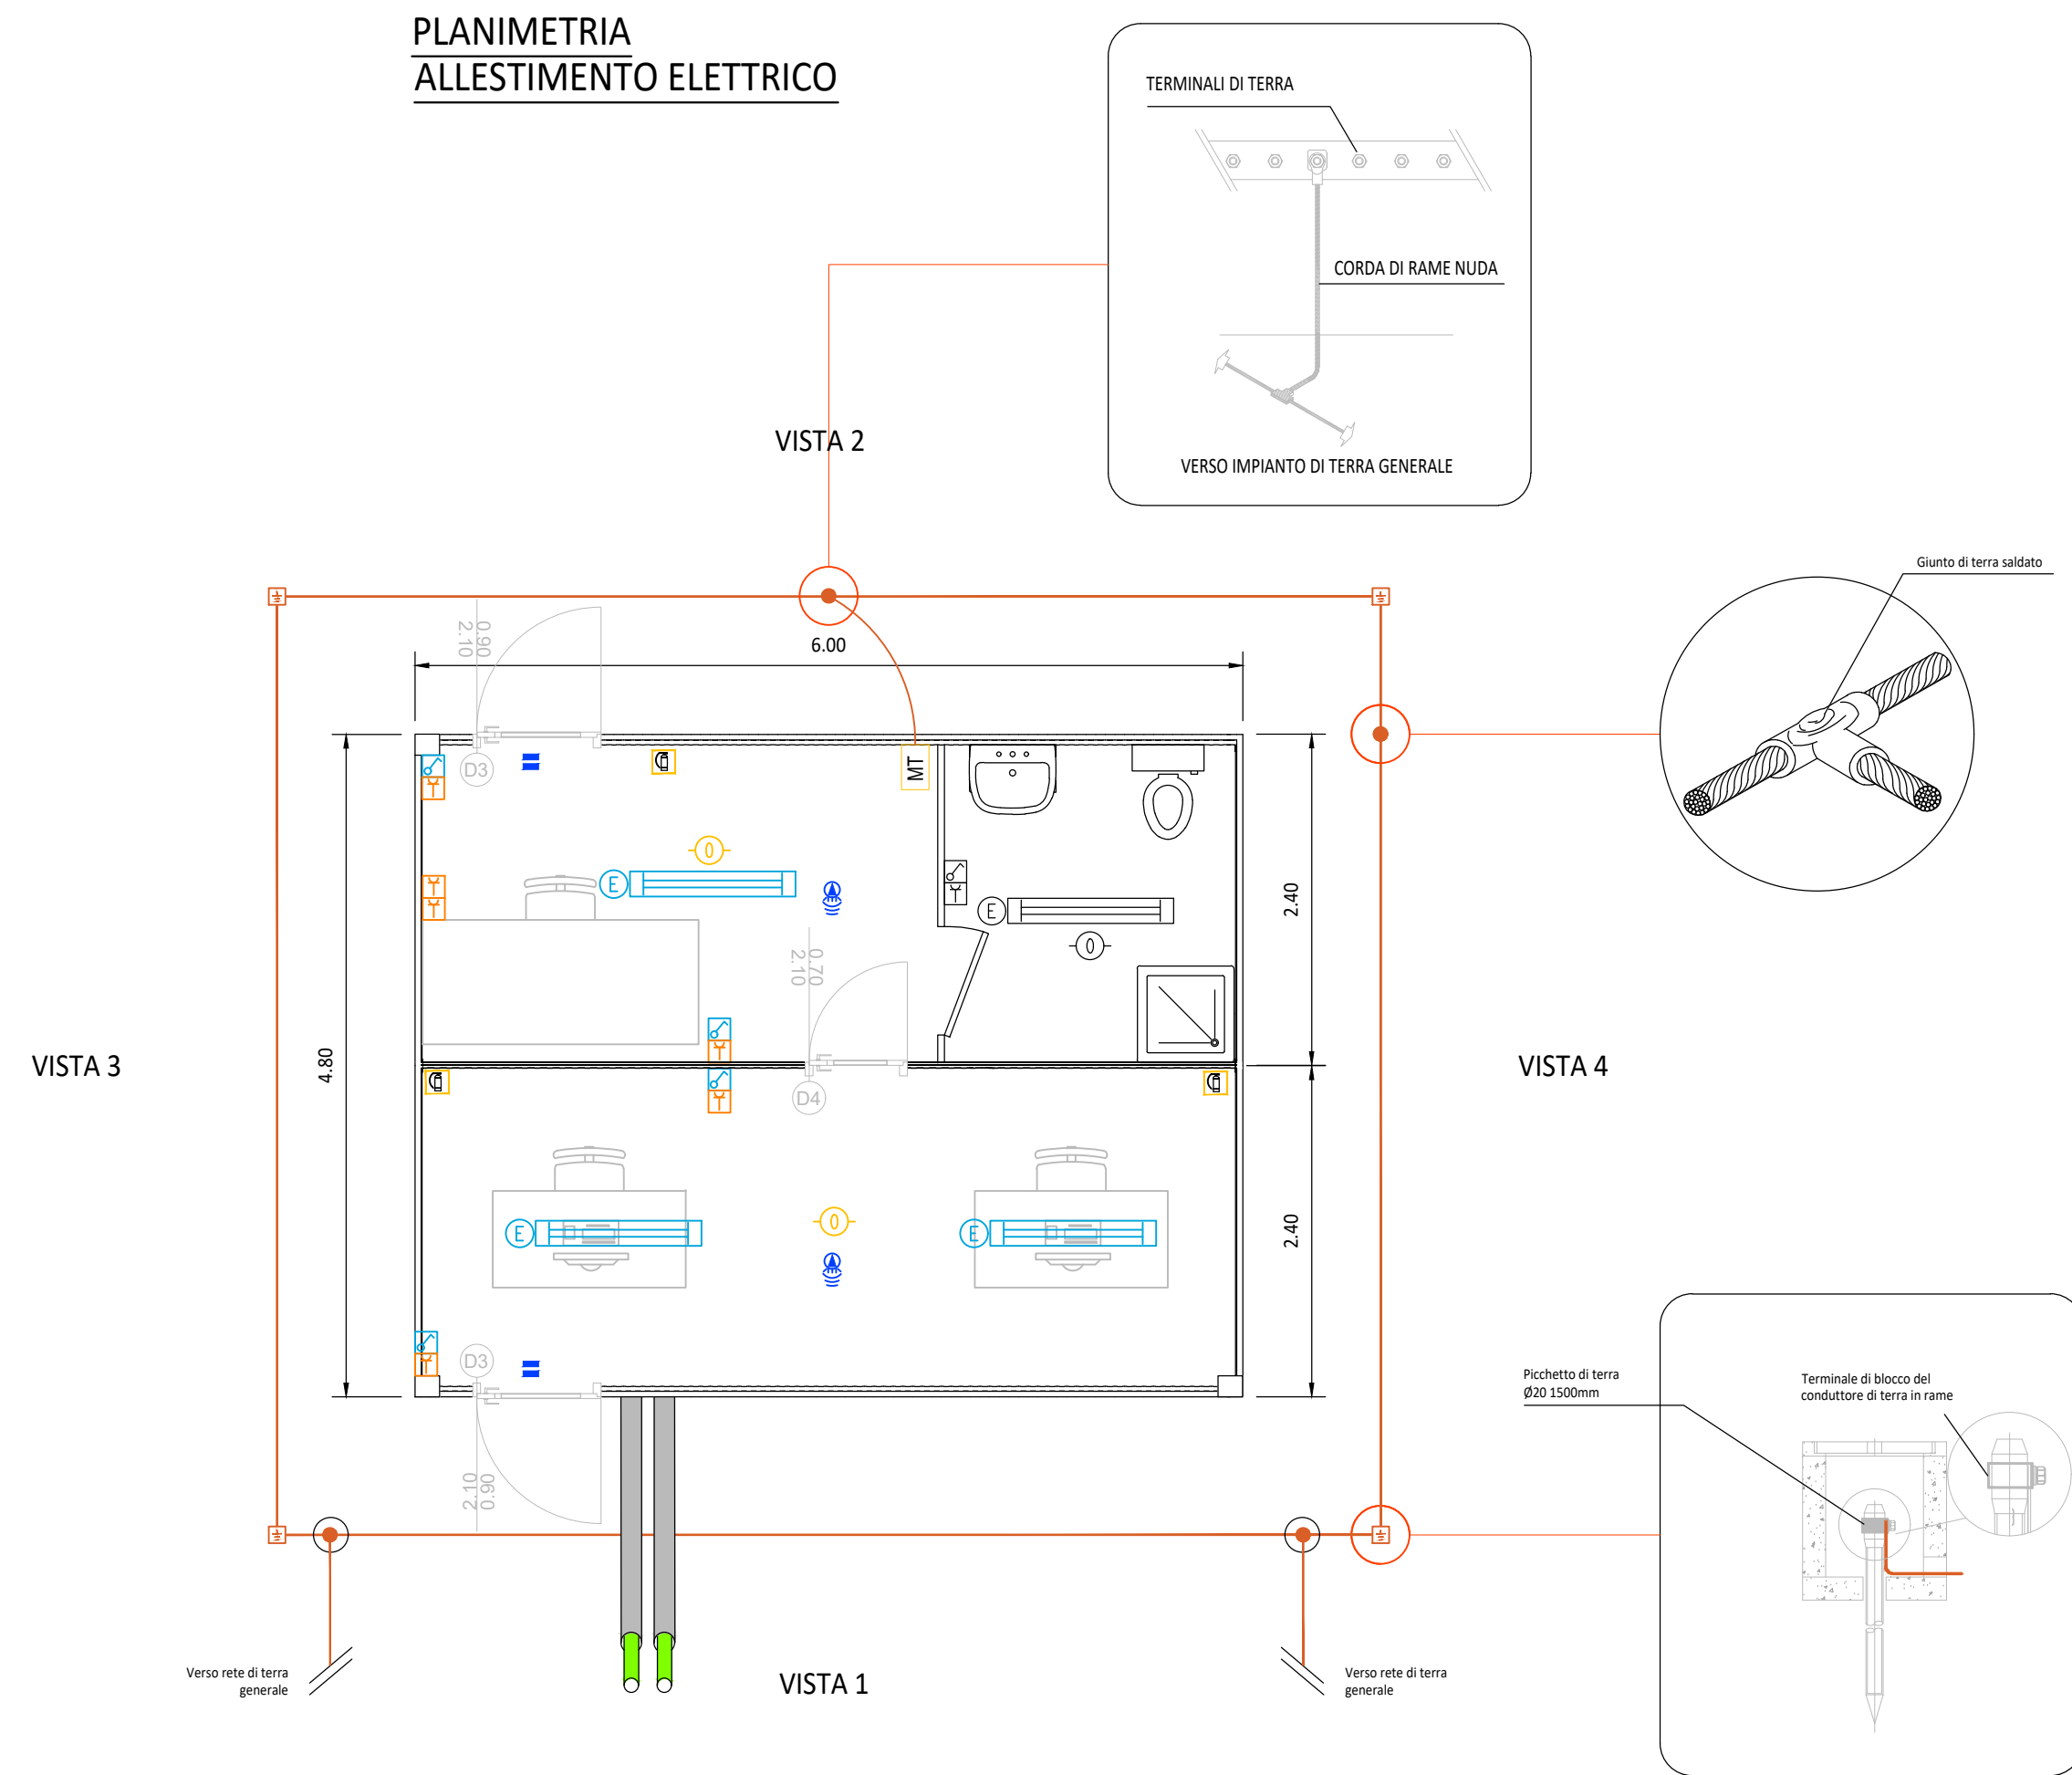 PLANIMETRIA
ALLESTIMENTO ELETTRICO
TERMINALI DI TERRA
CORDA DI RAME NUDA
VERSO IMPIANTO DI TERRA GENERALE
VISTA 2
Giunto di terra saldato
6.00
0.90
2.10
D3
MT
0
E
E
0
2.40
0.70
2.10
4.80
VISTA 3
VISTA 4
D4
2.40
E
0
E
D3
Picchetto di terra
Ø20 1500mm
Terminale di blocco del
conduttore di terra in rame
2.10
0.90
Verso rete di terra
generale
VISTA 1
Verso rete di terra
generale